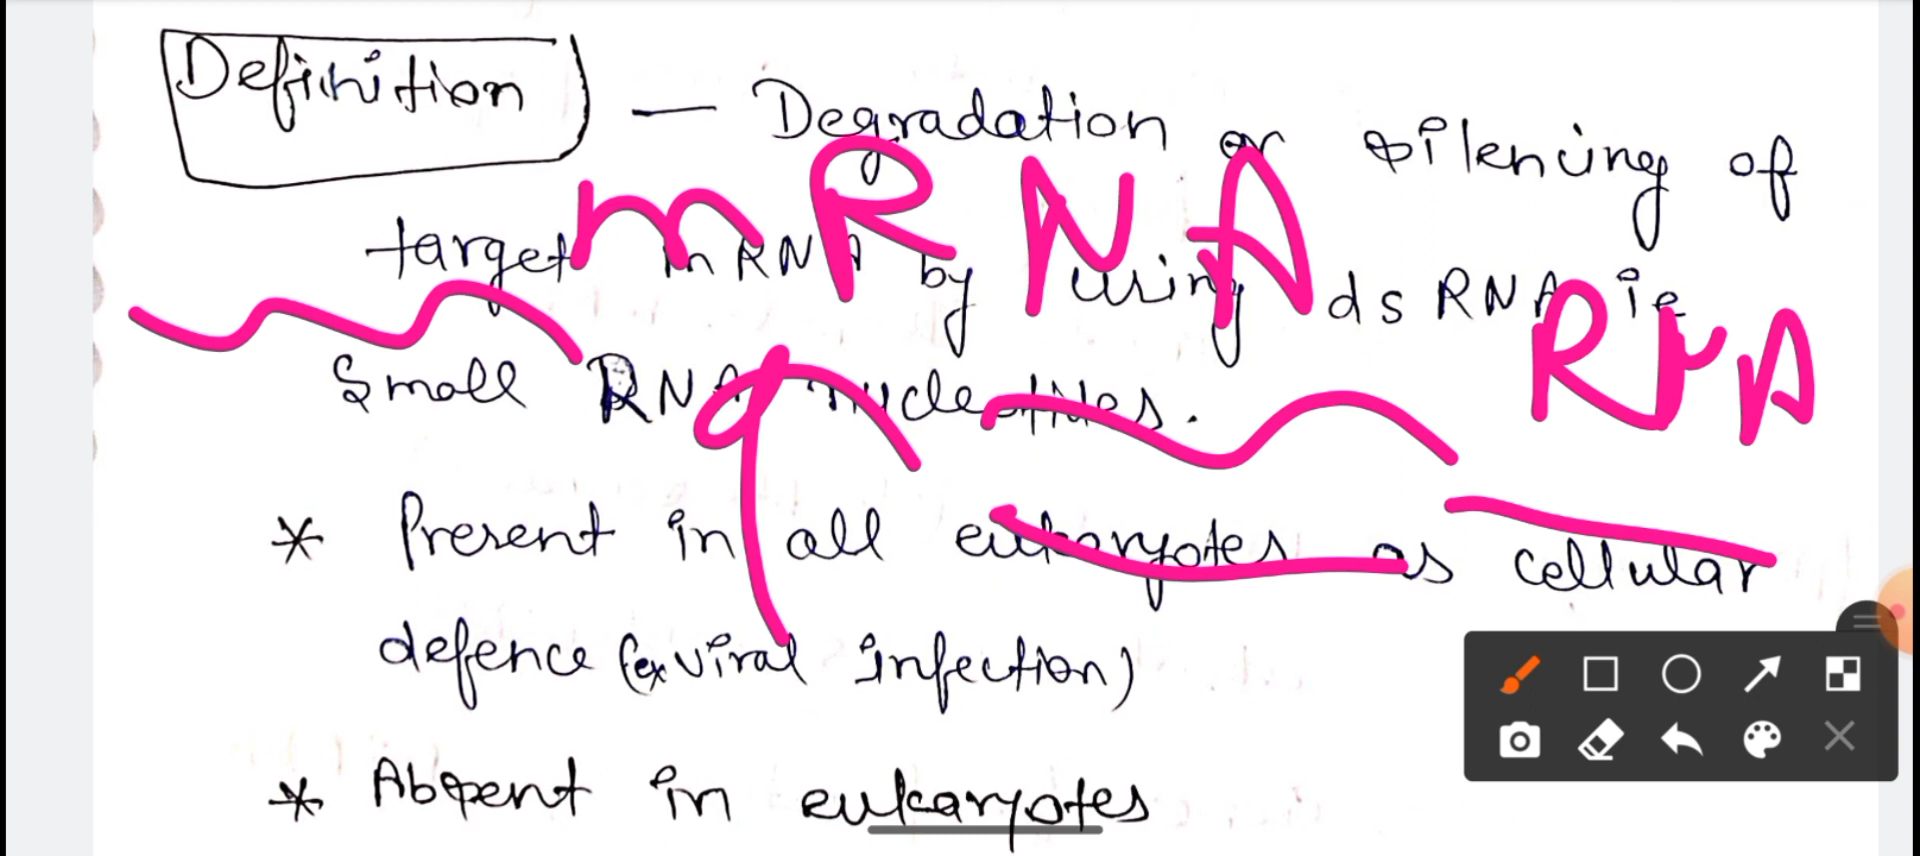 Definition — Degradation or silencing of
mRNA
target mRNA by using dsRNA ie
RNA
Small RNA nucleotides.
* Present in all eukaryotes as cellular
defence (ex viral infection)
* Absent in eukaryotes